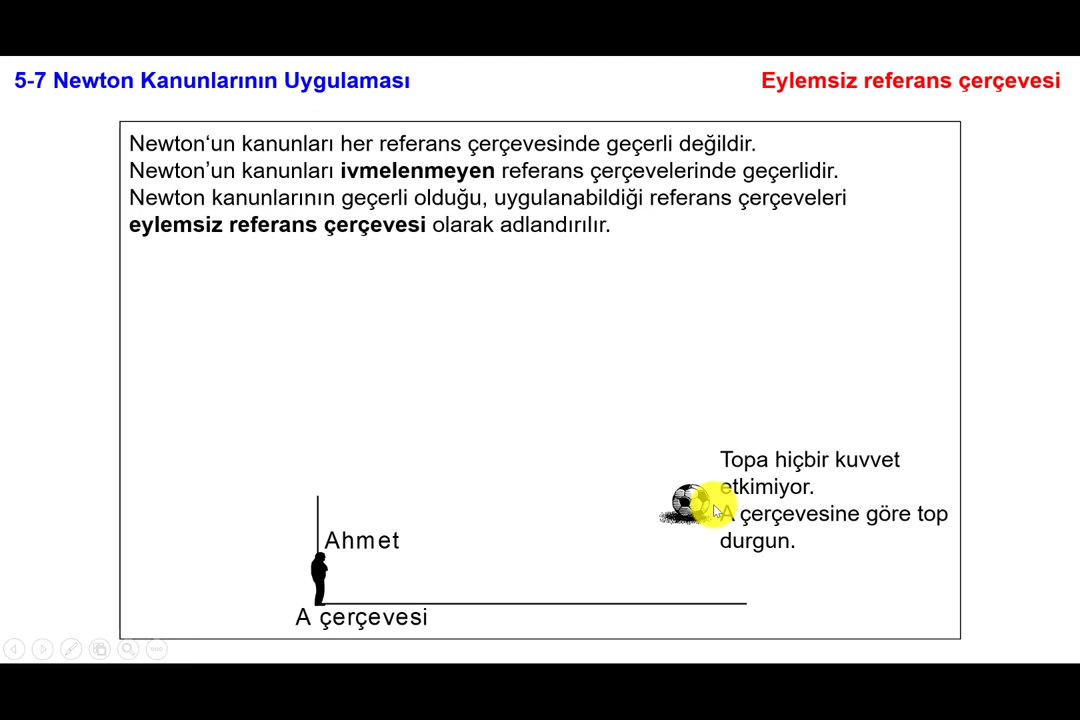 5-7 Newton Kanunlarının Uygulaması
Eylemsiz referans çerçevesi
Newton‘un kanunları her referans çerçevesinde geçerli değildir.
Newton’un kanunları ivmelenmeyen referans çerçevelerinde geçerlidir.
Newton kanunlarının geçerli olduğu, uygulanabildiği referans çerçeveleri
eylemsiz referans çerçevesi olarak adlandırılır.
Topa hiçbir kuvvet
etkimiyor.
A çerçevesine göre top
durgun.
Ahmet
A çerçevesi